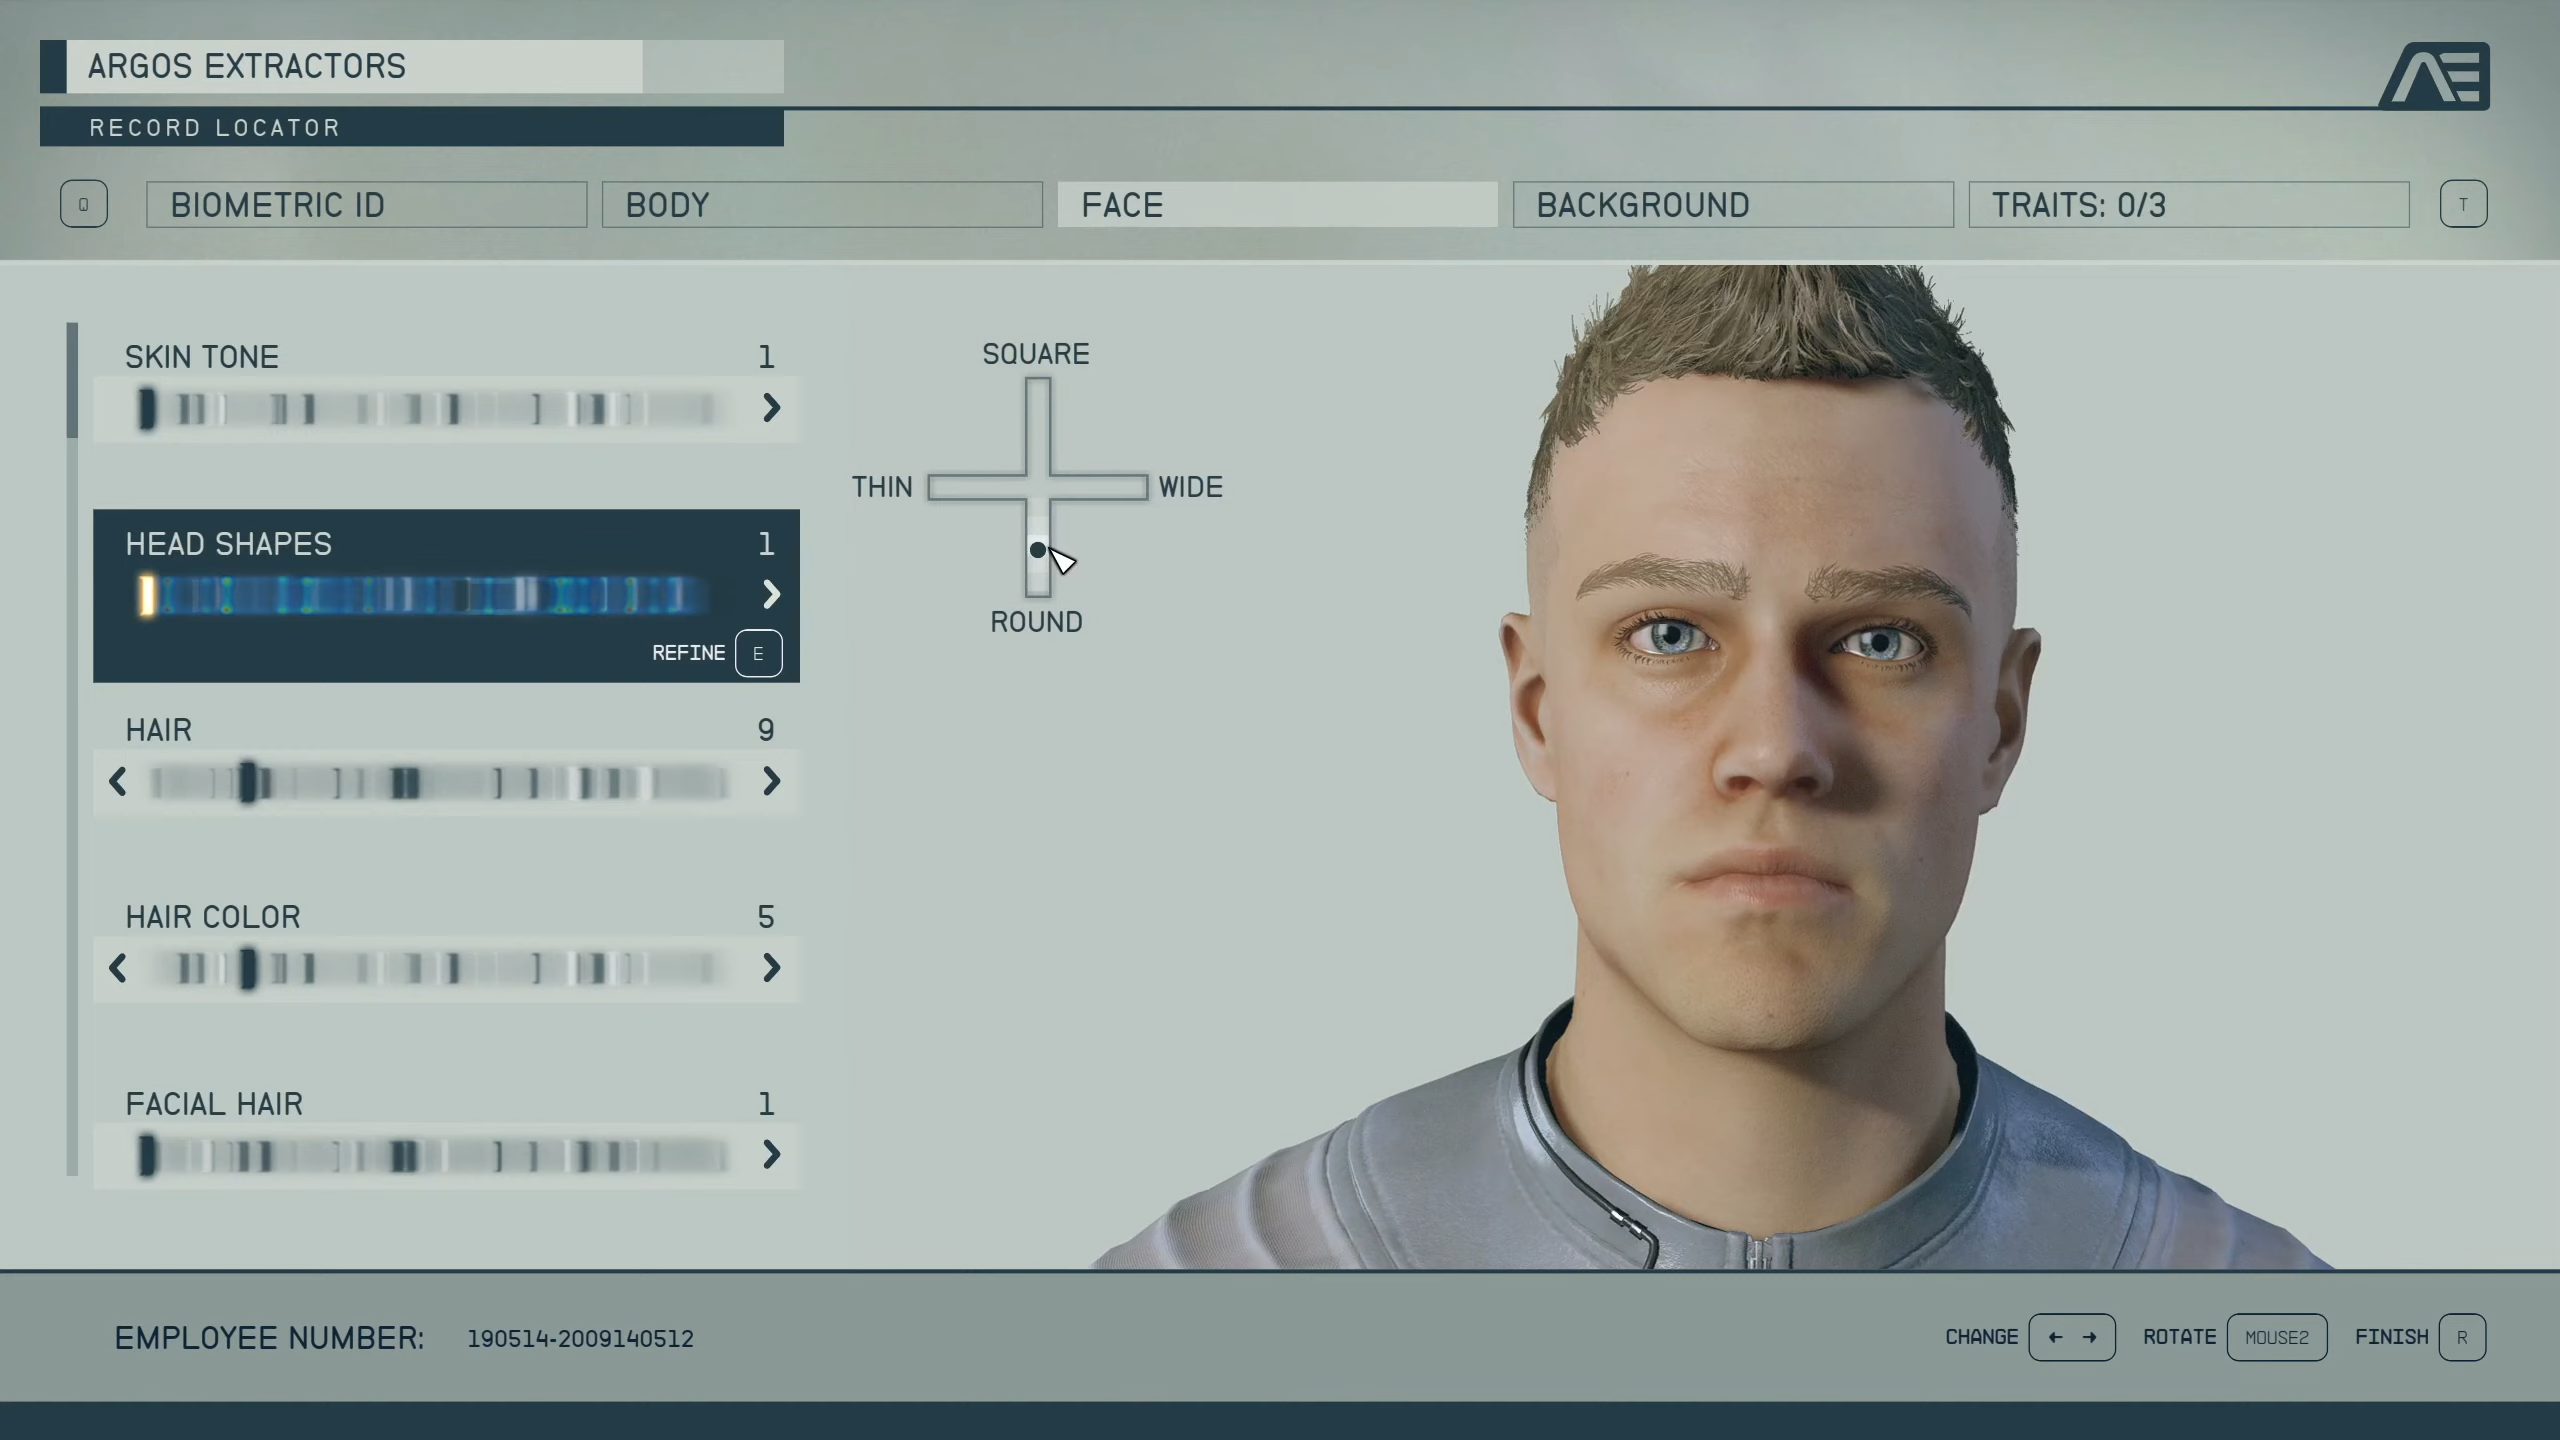 ARGOS EXTRACTORS
AE
RECORD LOCATOR
Q BIOMETRIC ID BODY FACE BACKGROUND TRAITS: 0/3 T
SKIN TONE 1
HEAD SHAPES 1
REFINE E
HAIR 9
HAIR COLOR 5
FACIAL HAIR 1
SQUARE
THIN WIDE
ROUND
EMPLOYEE NUMBER: 190514-2009140512
CHANGE ← → ROTATE MOUSE2 FINISH R